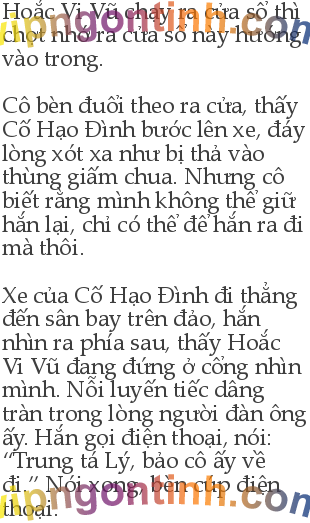 Hoắc Vi Vũ chạy ra cửa sổ thì
chợt nhớ ra cửa sổ này hướng
vào trong.
Cô bèn đuổi theo ra cửa, thấy
Cố Hạo Đình bước lên xe, đáy
lòng xót xa như bị thả vào
thùng giấm chua. Nhưng cô
biết rằng mình không thể giữ
hắn lại, chỉ có thể để hắn ra đi
mà thôi.
Xe của Cố Hạo Đình đi thẳng
đến sân bay trên đảo, hắn
nhìn ra phía sau, thấy Hoắc
Vi Vũ đang đứng ở cổng nhìn
mình. Nỗi luyến tiếc dâng
tràn trong lòng người đàn ông
ấy. Hắn gọi điện thoại, nói:
“Trung tá Lý, bảo cô ấy về
đi.” Nói xong, bèn cúp điện
thoại.
vipngontinh.com
vipngontinh.com